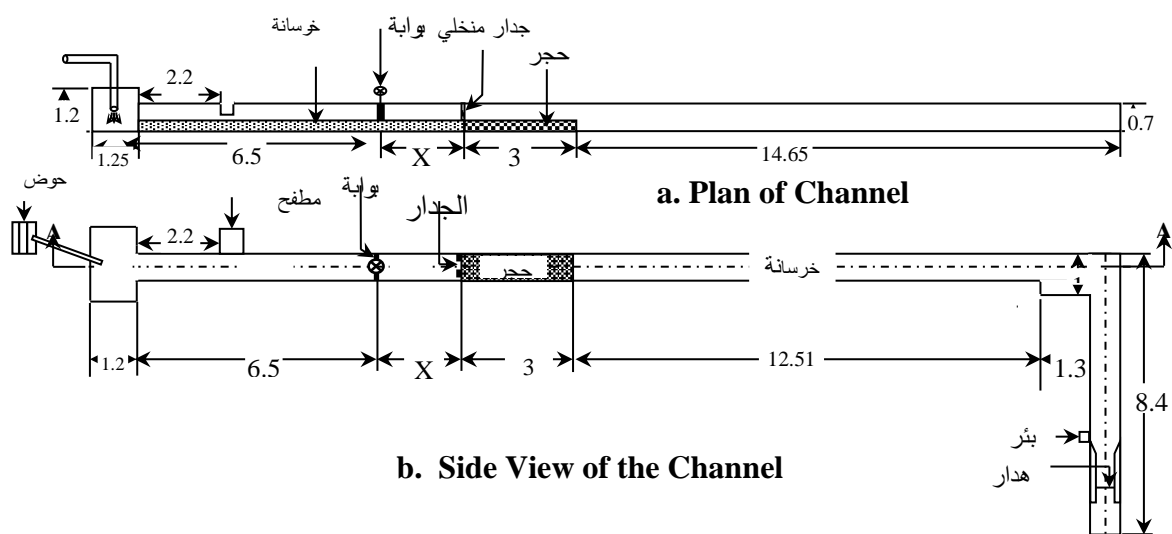 خرسانة
بوابة
جدار منخلي
حجر
2.2
1.2
0.7
1.25
6.5
X
3
14.65
a. Plan of Channel
حوض
مطفح
بوابة
الجدار
A
2.2
A
حجر
خرسانة
1.2
6.5
X
3
12.51
1.3
8.4
بئر
هدار
b. Side View of the Channel